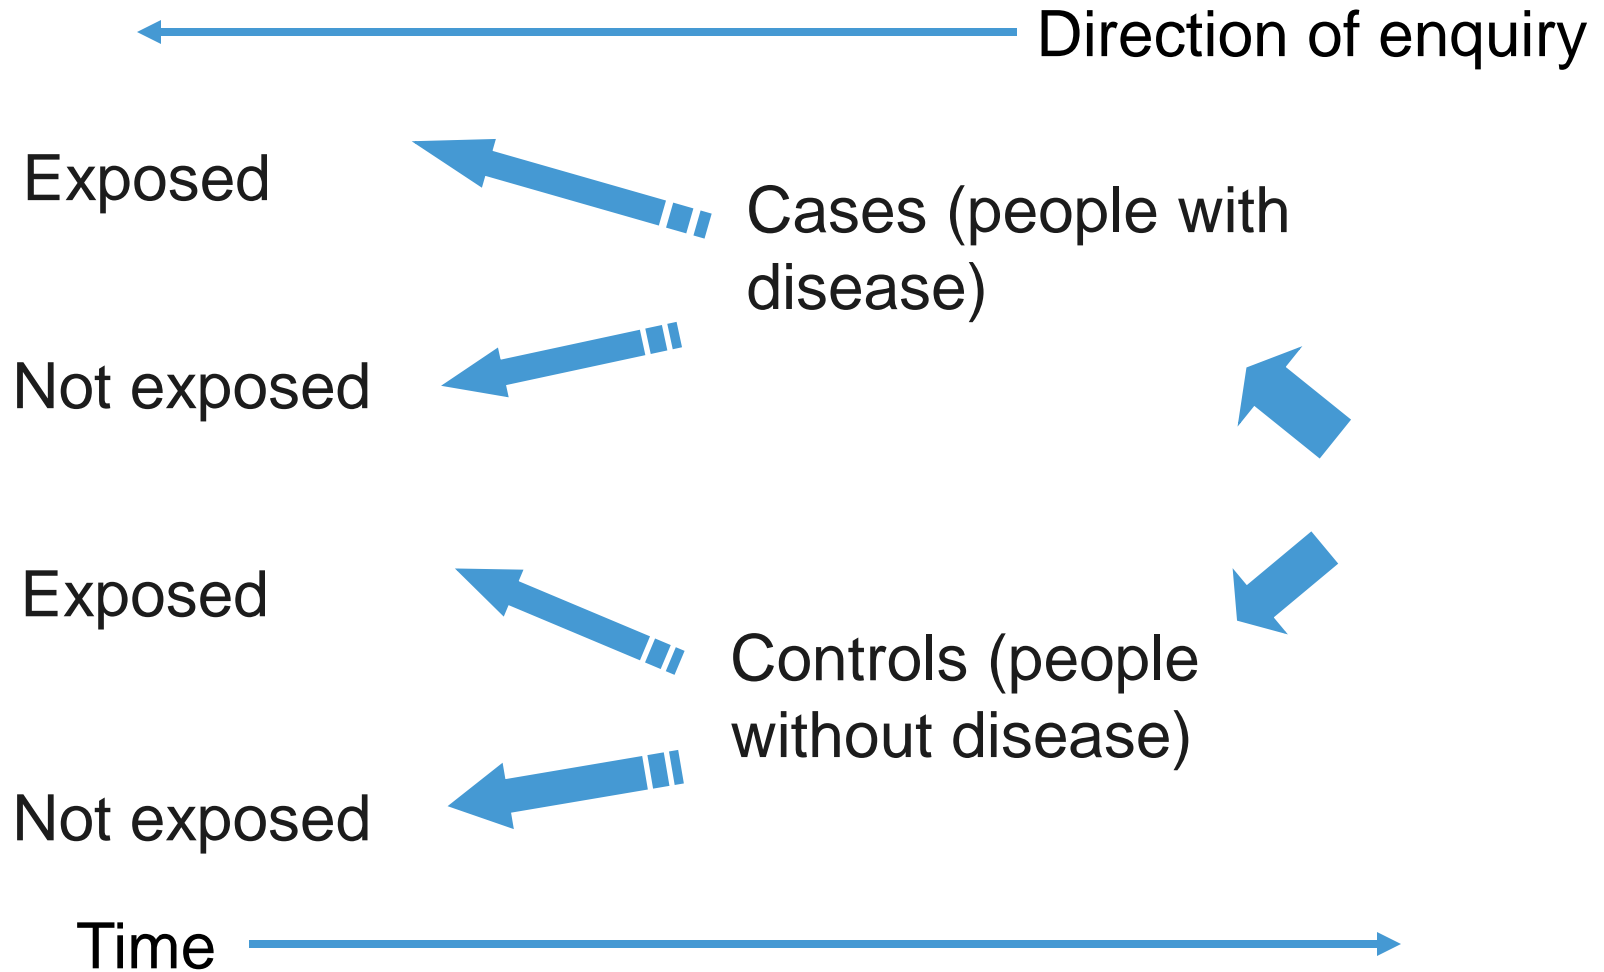 Direction of enquiry
Exposed
Cases (people with
disease)
Not exposed
Exposed
Controls (people
without disease)
Not exposed
Time